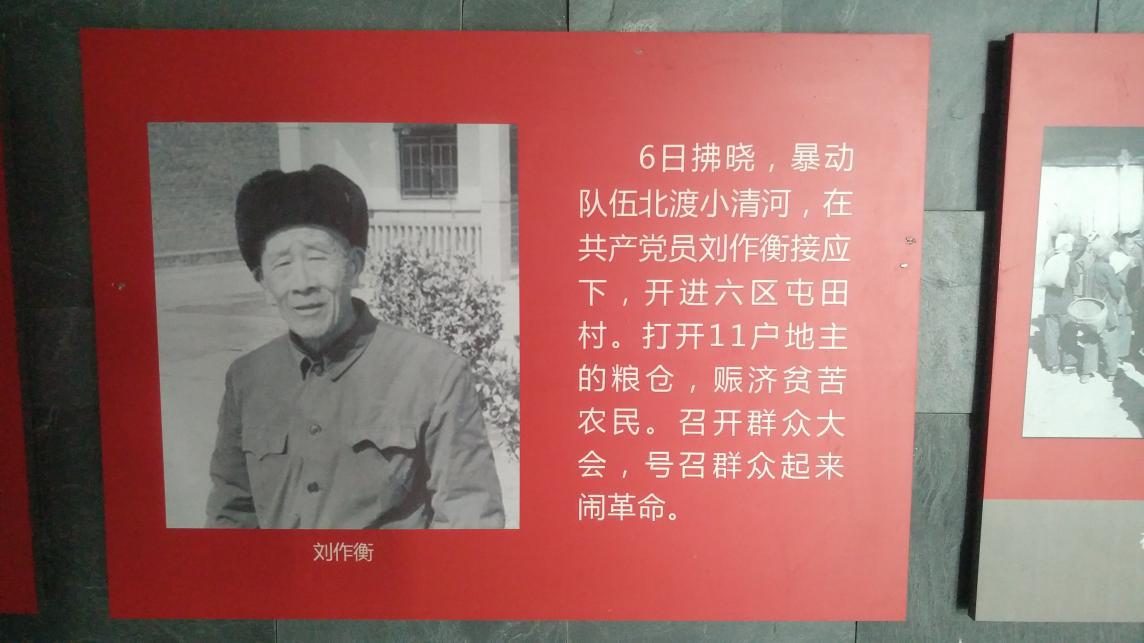 6日拂晓，暴动
队伍北渡小清河，在
共产党员刘作衡接应
下，开进六区屯田
村。打开11户地主
的粮仓，赈济贫苦
农民。召开群众大
会，号召群众起来
闹革命。
刘作衡